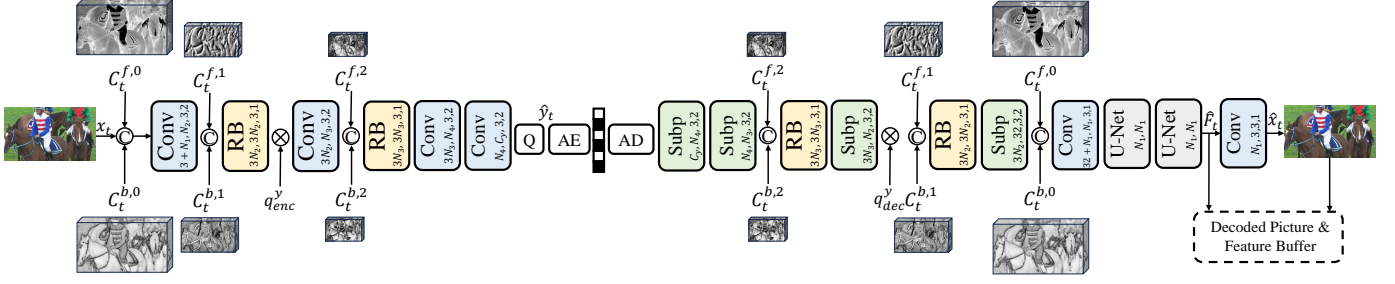 x_t
C_t^{f,0}
C
C_t^{b,0}
Conv
3 + N_1, N_2, 3,2
C_t^{f,1}
C
C_t^{b,1}
RB
3N_2, 3N_2, 3,1
q_{enc}^y
Conv
3N_2, N_3, 3,2
C_t^{f,2}
C
C_t^{b,2}
RB
3N_3, 3N_3, 3,1
Conv
3N_3, N_4, 3,2
Conv
N_4, C_y, 3,2
Q
ŷ_t
AE
AD
Subp
C_y, N_4, 3,2
Subp
N_4, N_3, 3,2
C_t^{f,2}
C
C_t^{b,2}
RB
3N_3, 3N_3, 3,1
Subp
3N_3, N_2, 3,2
q_{dec}^y
C_t^{f,1}
C
C_t^{b,1}
RB
3N_2, 3N_2, 3,1
Subp
3N_2, 32,3,2
C_t^{f,0}
C
C_t^{b,0}
Conv
32 + N_1, N_1, 3,1
U-Net
N_1, N_1
U-Net
N_1, N_1
F̂_t
Conv
N_1, 3,3,1
x̂_t
Decoded Picture &
Feature Buffer